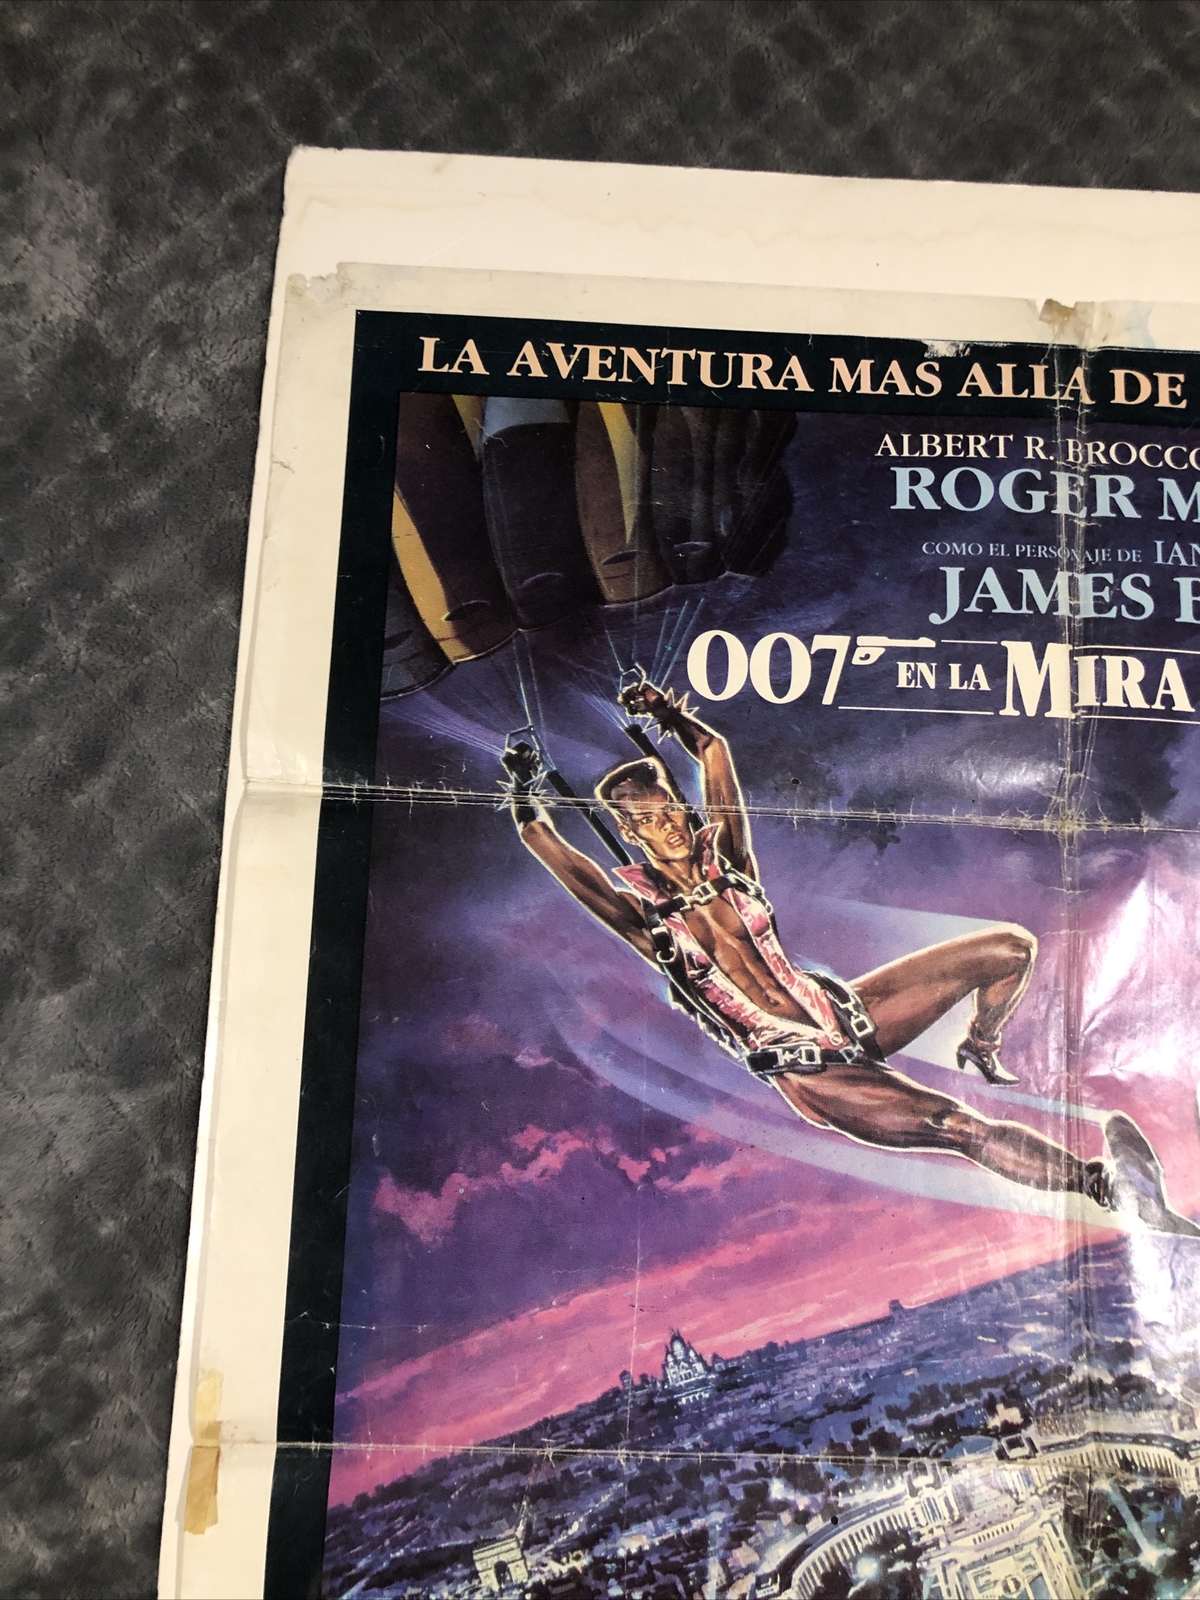 LA AVENTURA MAS ALLA DE
ALBERT R. BROCCO
ROGER M
COMO EL PERSONAJE DE IAN
JAMES B
007 EN LA MIRA